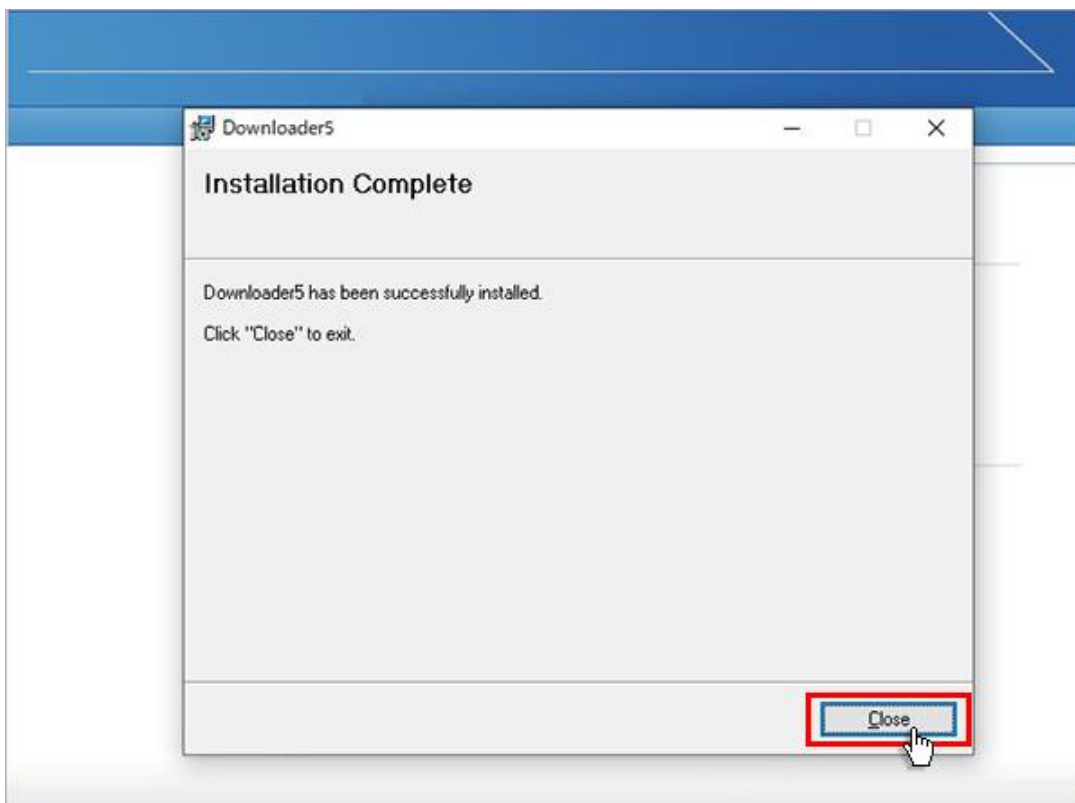 Downloader5
Installation Complete
Downloader5 has been successfully installed.
Click "Close" to exit.
Close